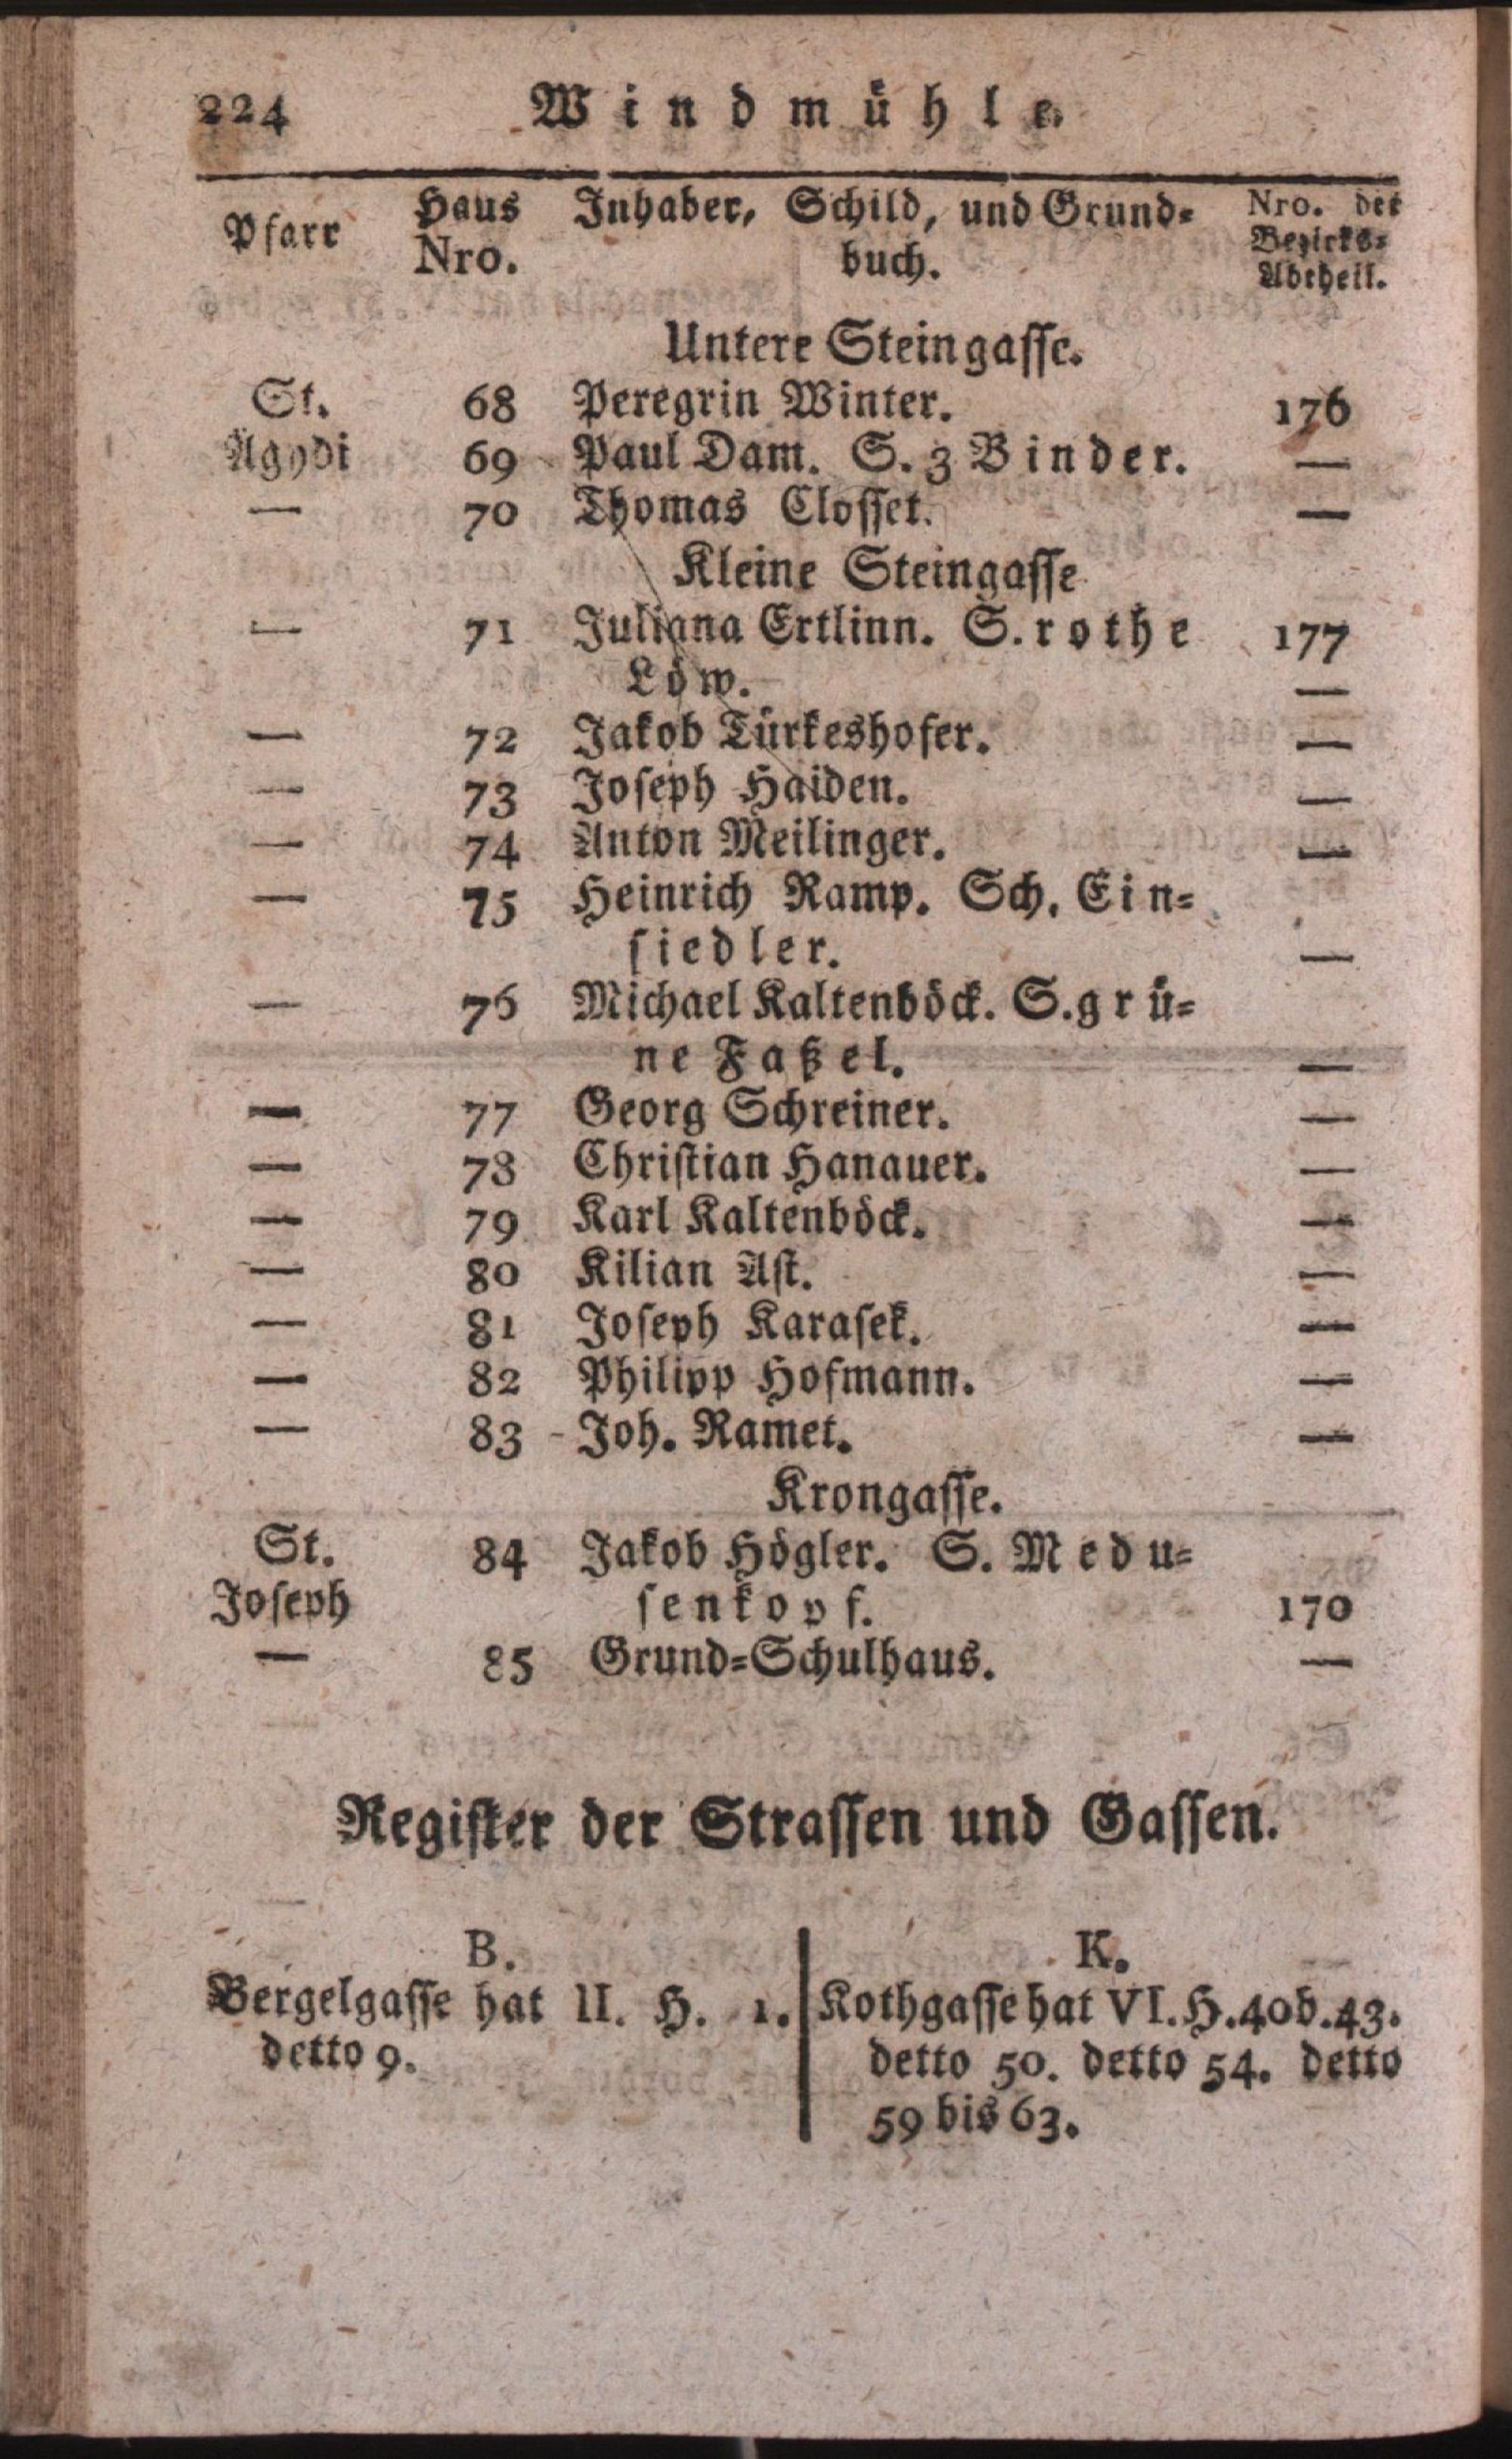 224 Windmühle.
Pfarr Haus Nro. Inhaber, Schild, und Grund= buch. Nro. der Bezirks= Abtheil.
Untere Steingasse.
St. 68 Peregrin Winter. 176
Ägydi 69 Paul Dam. S. 3 Binder. —
— 70 Thomas Closset. —
Kleine Steingasse
— 71 Juliana Ertlinn. S. rothe 177
Löw. —
— 72 Jakob Türkeshofer. —
— 73 Joseph Haiden. —
— 74 Anton Meilinger. —
— 75 Heinrich Ramp. Sch. Ein=
siedler. —
— 76 Michael Kaltenböck. S. grü=
ne Faßel. —
— 77 Georg Schreiner. —
— 78 Christian Hanauer. —
— 79 Karl Kaltenböck. —
— 80 Kilian Ast. —
— 81 Joseph Karasek. —
— 82 Philipp Hofmann. —
— 83 Joh. Ramet. —
Krongasse.
St. 84 Jakob Högler. S. Medu=
Joseph senkopf. 170
— 85 Grund=Schulhaus. —
Register der Strassen und Gassen.
B.
Bergelgasse hat II. H. 1.
detto 9.
K.
Kothgasse hat VI. H. 40 b. 43.
detto 50. detto 54. detto
59 bis 63.